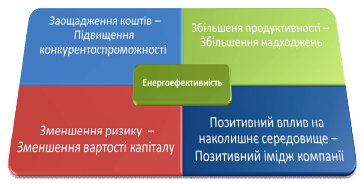 Заощадження коштів –
Підвищення
конкурентоспроможності
Збільшеня продуктивності –
Збільшення надходжень
Енергоефективність
Зменшення ризику –
Зменшення вартості капіталу
Позитивний вплив на
наколишнє середовище –
Позитивний імідж компанії